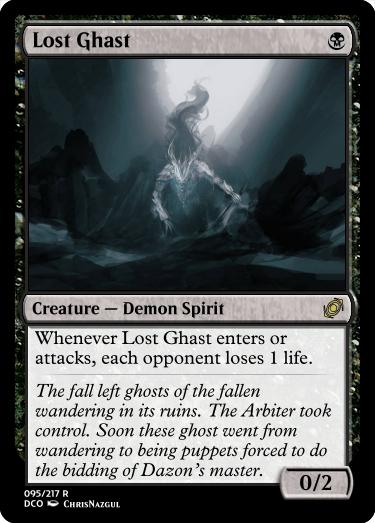 Lost Ghast
Creature — Demon Spirit
Whenever Lost Ghast enters or
attacks, each opponent loses 1 life.
The fall left ghosts of the fallen
wandering in its ruins. The Arbiter took
control. Soon these ghost went from
wandering to being puppets forced to do
the bidding of Dazon's master.
0/2
095/217 R
DCO ChrisNazgul